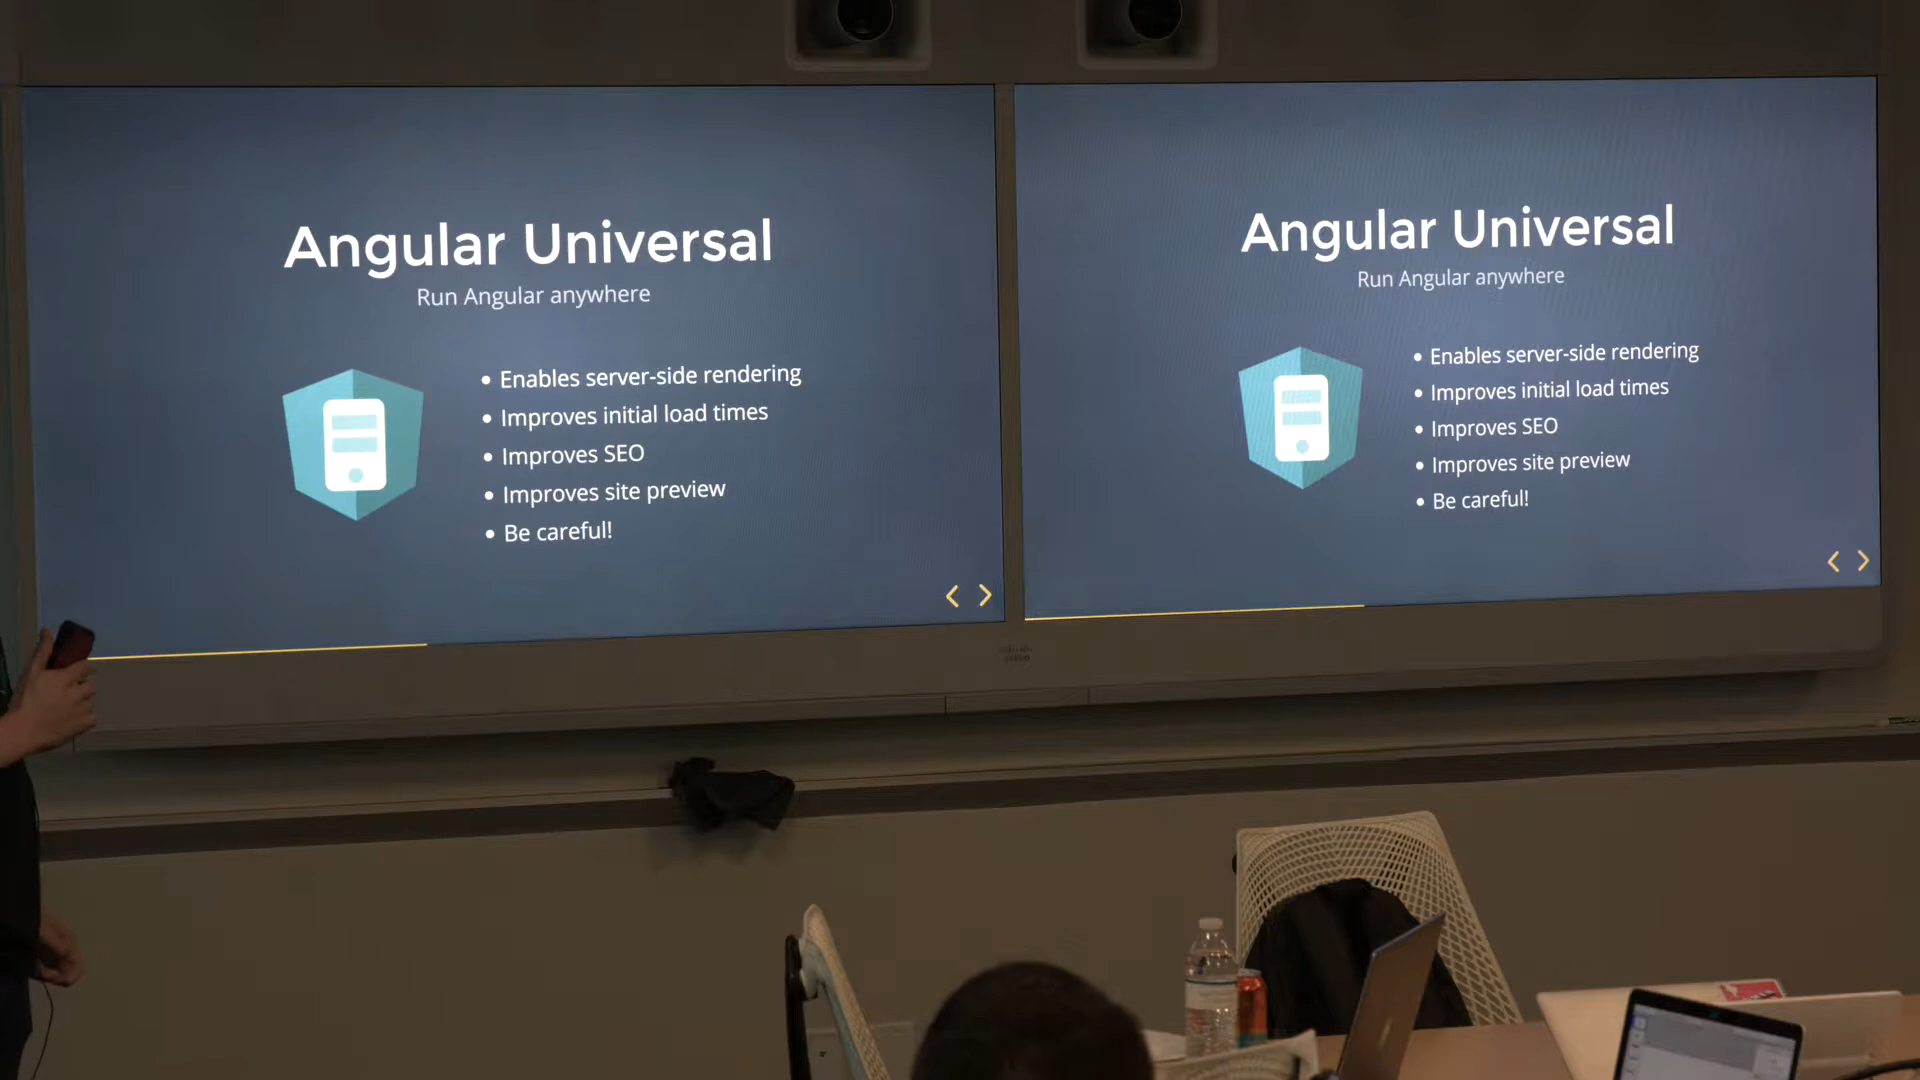 Angular Universal
Run Angular anywhere
• Enables server-side rendering
• Improves initial load times
• Improves SEO
• Improves site preview
• Be careful!
Angular Universal
Run Angular anywhere
• Enables server-side rendering
• Improves initial load times
• Improves SEO
• Improves site preview
• Be careful!